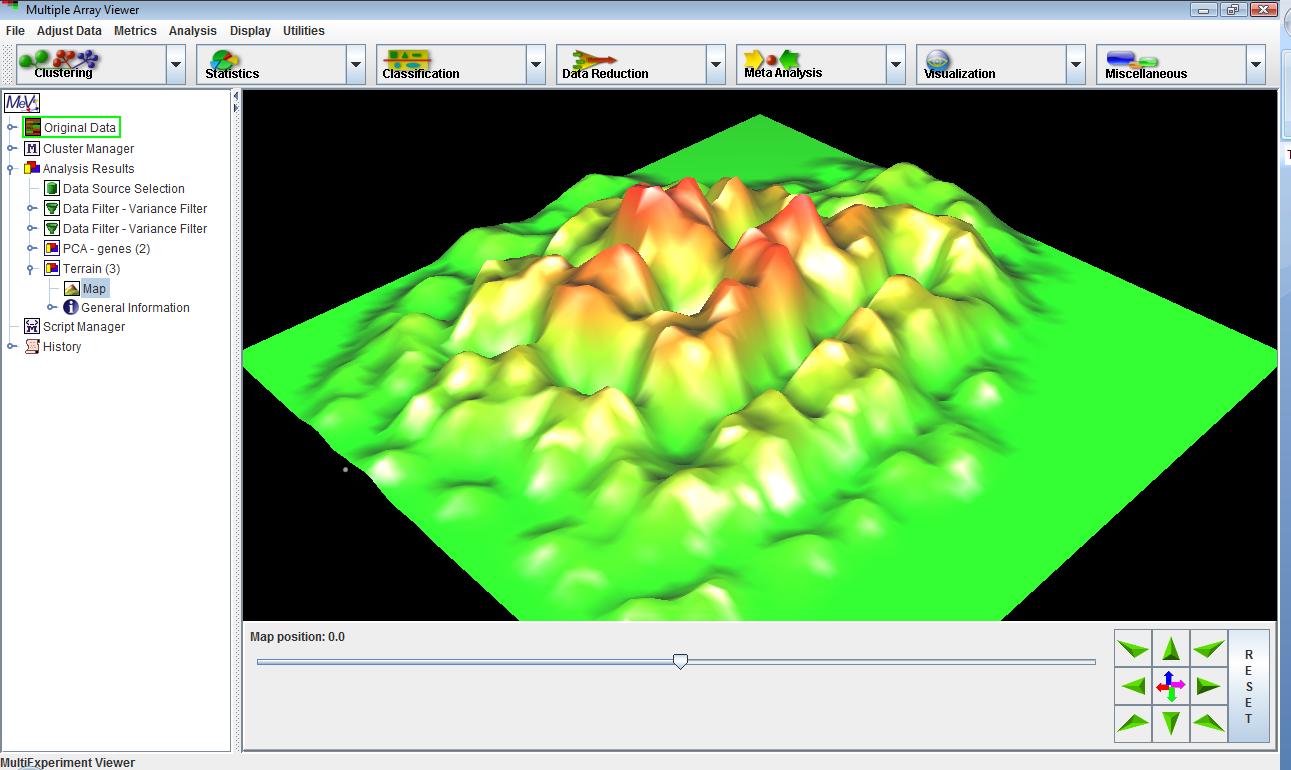 Multiple Array Viewer
File Adjust Data Metrics Analysis Display Utilities
Clustering Statistics Classification Data Reduction Meta Analysis Visualization Miscellaneous
MeV
Original Data
M Cluster Manager
Analysis Results
Data Source Selection
Data Filter - Variance Filter
Data Filter - Variance Filter
PCA - genes (2)
Terrain (3)
Map
i General Information
Script Manager
History
Map position: 0.0
R
E
S
E
T
MultiExperiment Viewer